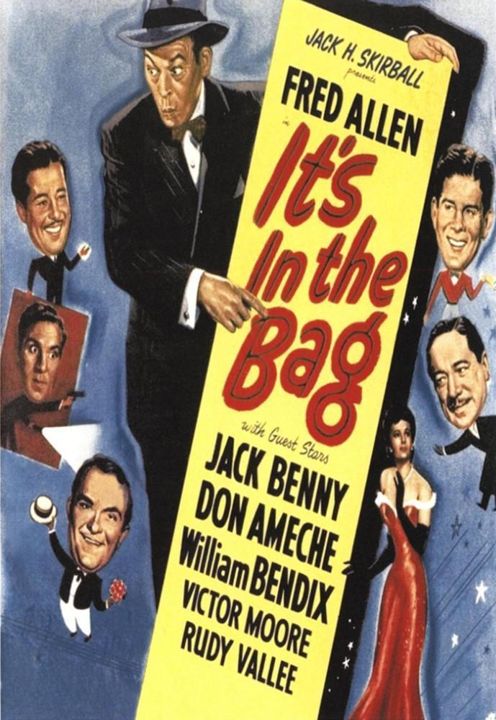 JACK H. SKIRBALL
presents
FRED ALLEN
in
It's
In the
Bag
with Guest Stars
JACK BENNY
DON AMECHE
William BENDIX
VICTOR MOORE
RUDY VALLEE